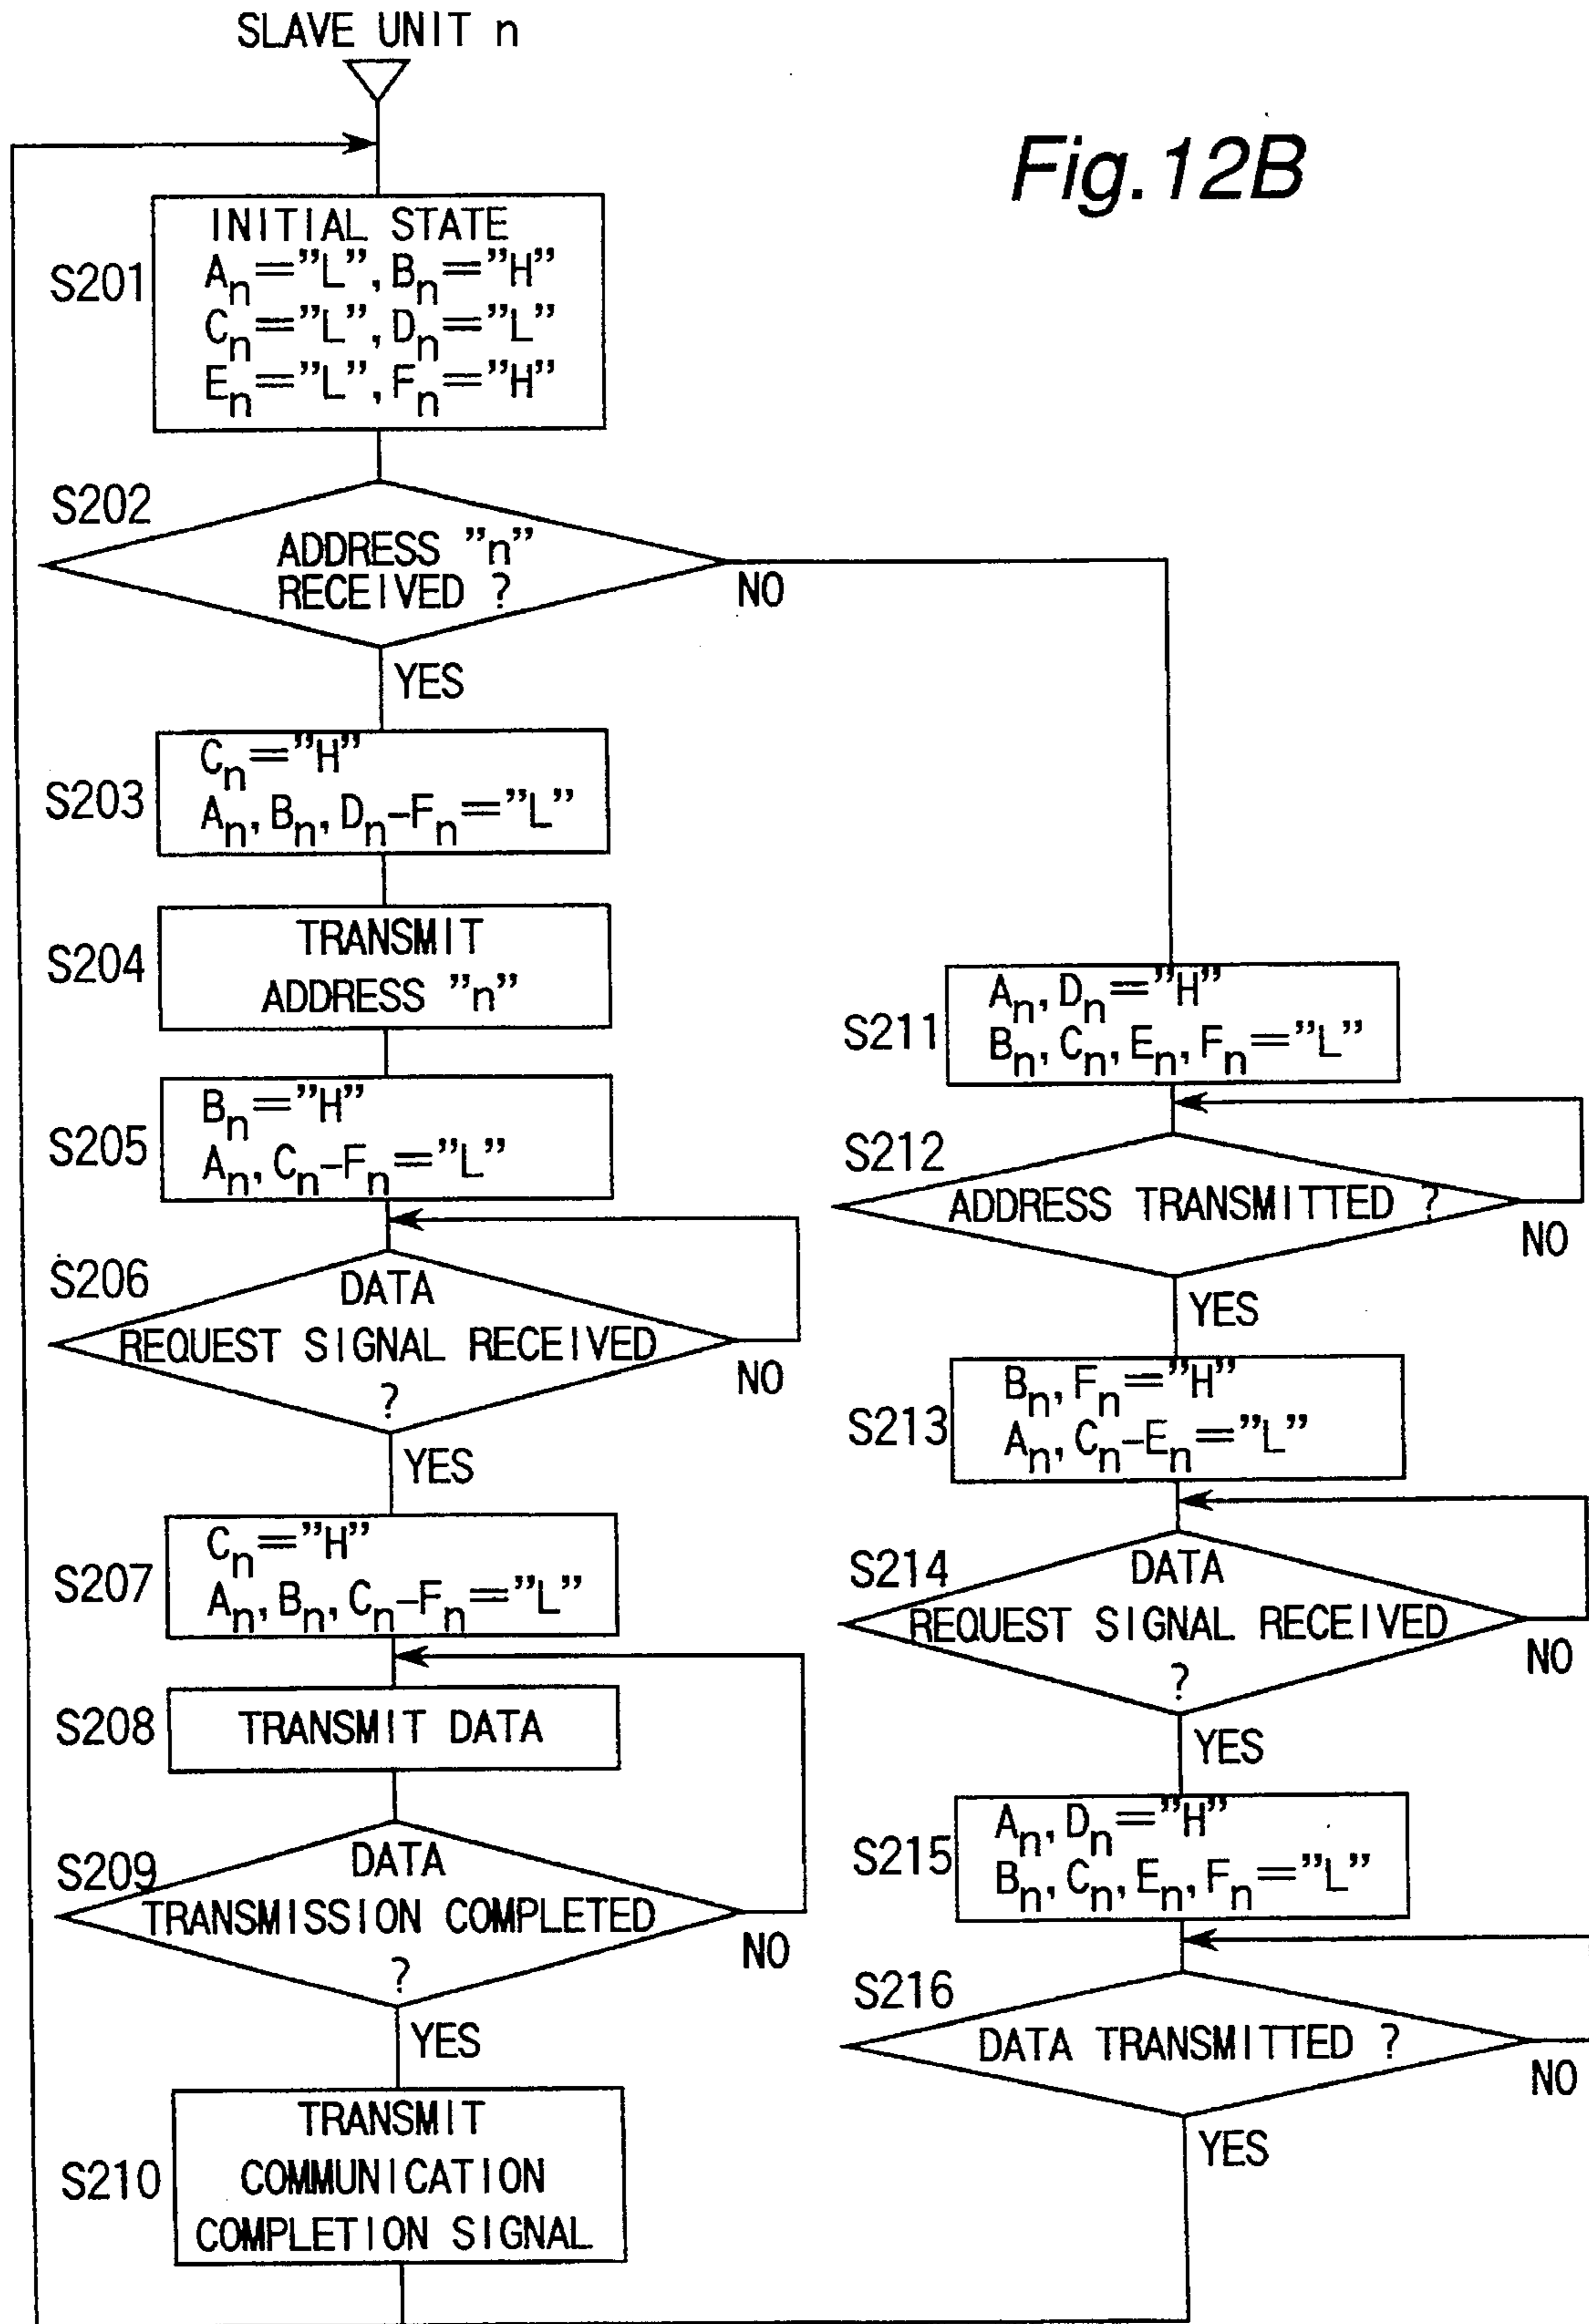 SLAVE UNIT n
Fig.12B
S201
INITIAL STATE
An="L", Bn="H"
Cn="L", Dn="L"
En="L", Fn="H"
S202
ADDRESS "n"
RECEIVED ?
NO
YES
S203
Cn="H"
An, Bn, Dn-Fn="L"
S204
TRANSMIT
ADDRESS "n"
S205
Bn="H"
An, Cn-Fn="L"
S206
DATA
REQUEST SIGNAL RECEIVED
?
NO
YES
S207
Cn="H"
An, Bn, Cn-Fn="L"
S208
TRANSMIT DATA
S209
DATA
TRANSMISSION COMPLETED
?
NO
YES
S210
TRANSMIT
COMMUNICATION
COMPLETION SIGNAL
S211
An, Dn="H"
Bn, Cn, En, Fn="L"
S212
ADDRESS TRANSMITTED ?
NO
YES
S213
Bn, Fn="H"
An, Cn-En="L"
S214
DATA
REQUEST SIGNAL RECEIVED
?
NO
YES
S215
An, Dn="H"
Bn, Cn, En, Fn="L"
S216
DATA TRANSMITTED ?
NO
YES